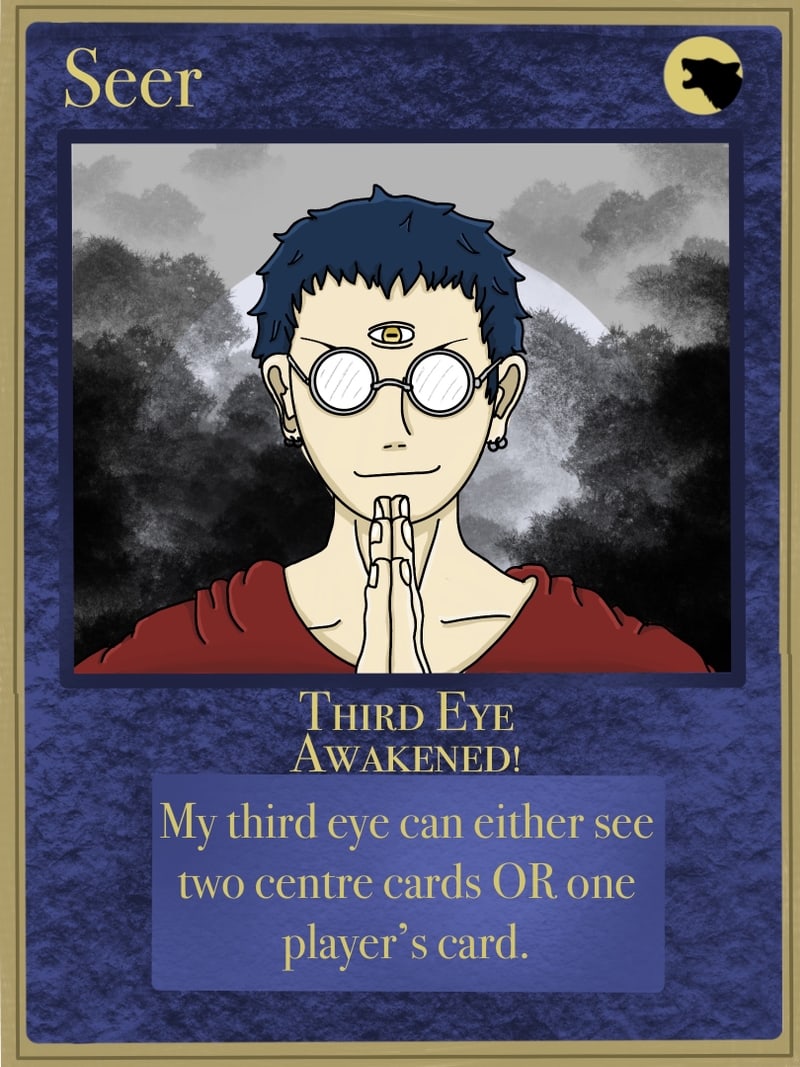 Seer
Third Eye
Awakened!
My third eye can either see
two centre cards OR one
player's card.